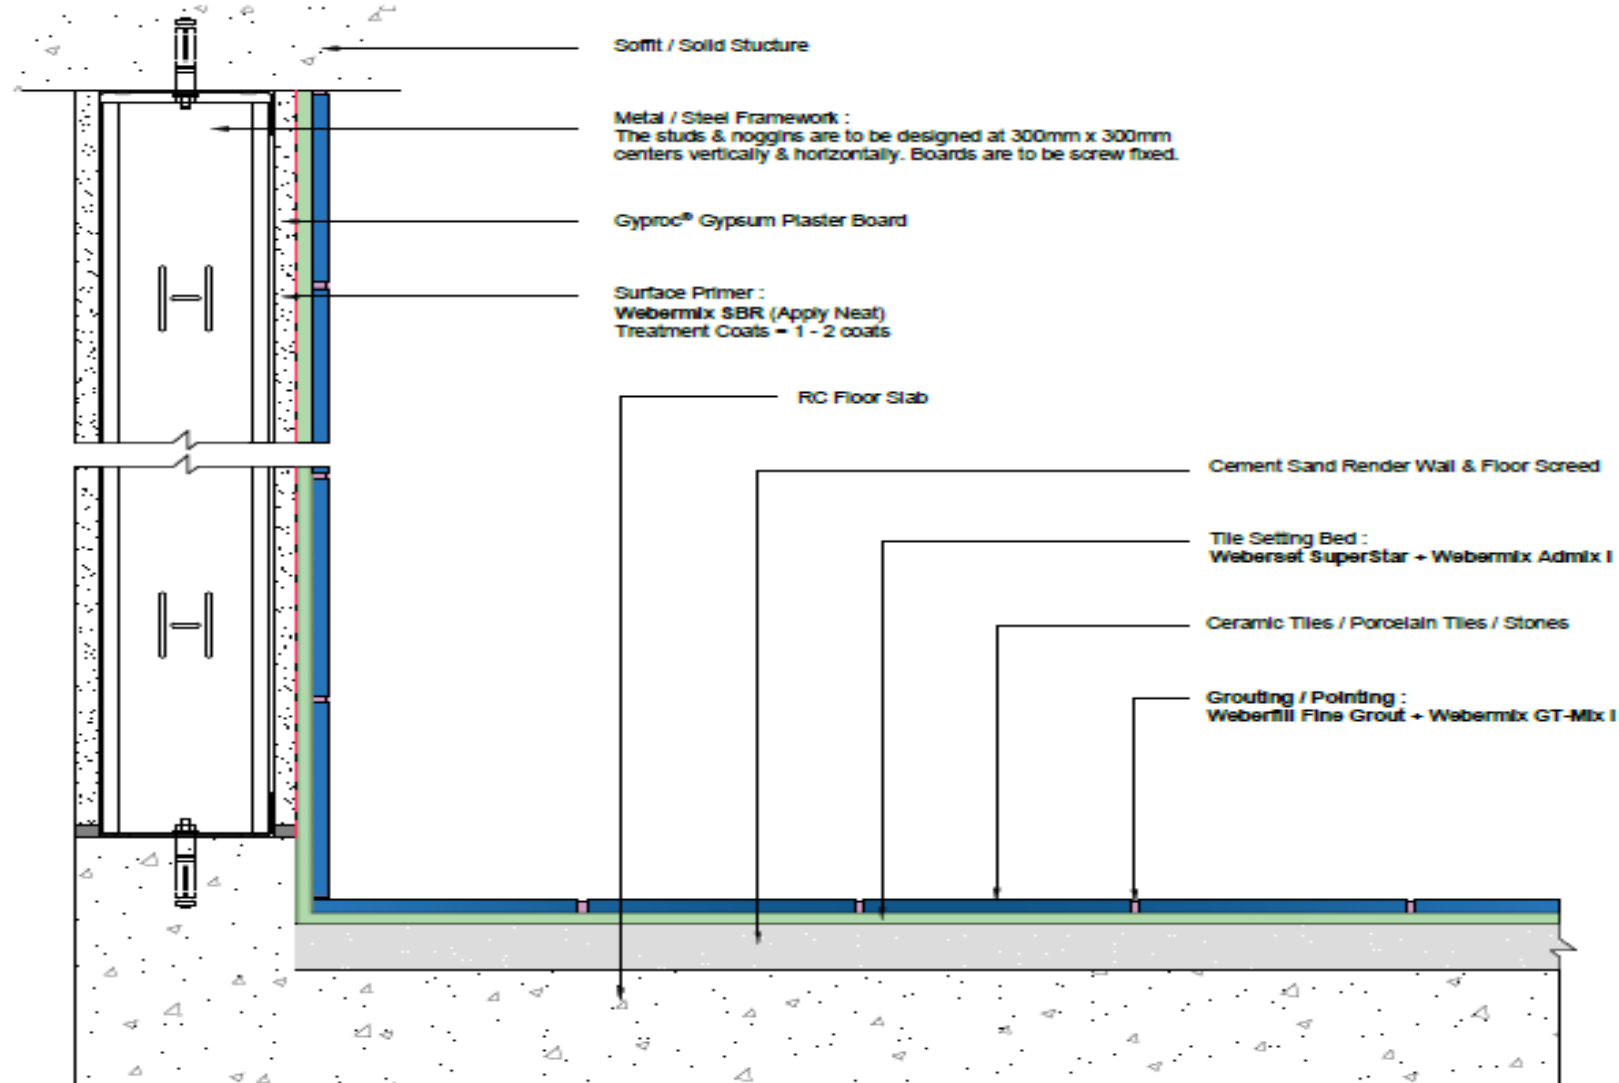 Soffit / Solid Stucture
Metal / Steel Framework :
The studs & noggins are to be designed at 300mm x 300mm
centers vertically & horizontally. Boards are to be screw fixed.
Gyproc® Gypsum Plaster Board
Surface Primer :
Webermix SBR (Apply Neat)
Treatment Coats = 1 - 2 coats
RC Floor Slab
Cement Sand Render Wall & Floor Screed
Tile Setting Bed :
Weberset SuperStar + Webermix Admix I
Ceramic Tiles / Porcelain Tiles / Stones
Grouting / Pointing :
Weberfill Fine Grout + Webermix GT-Mix I